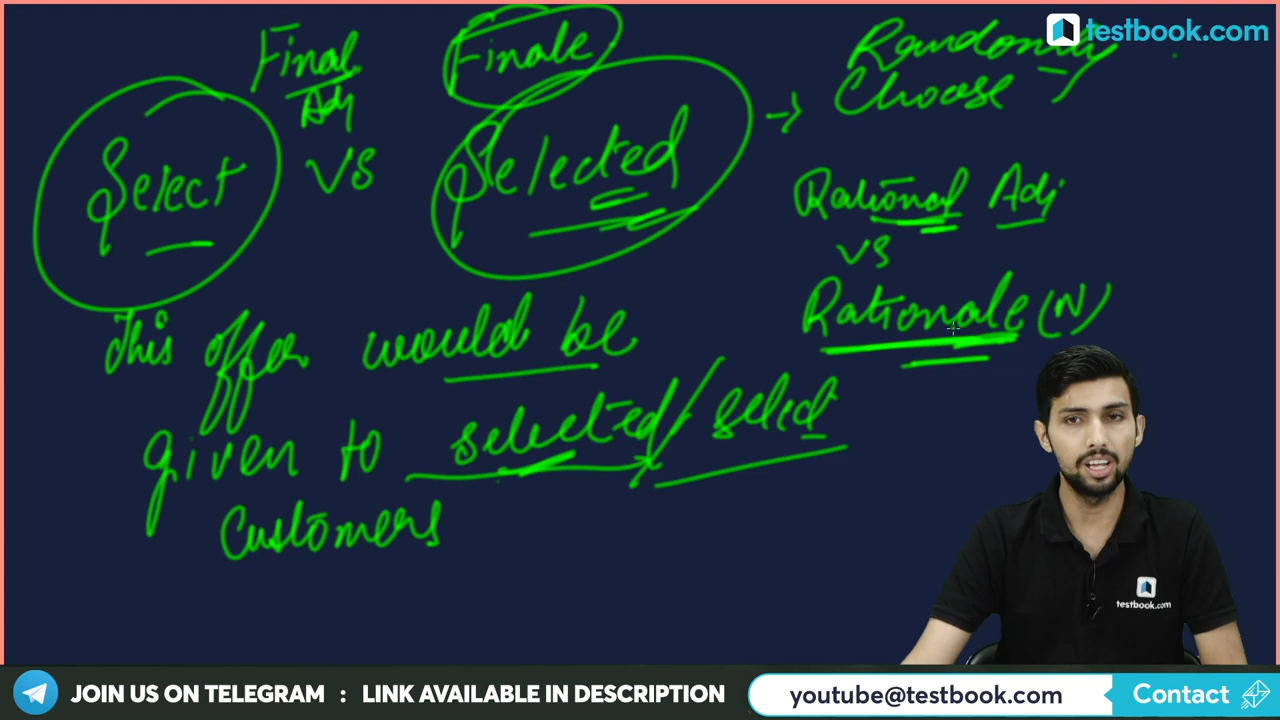 testbook.com
Final Finale
Adj
Select VS Selected → Randomly
Choose
Rational Adj
VS
Rationale (N)
This offer would be
given to selected/select
customers
testbook.com
JOIN US ON TELEGRAM : LINK AVAILABLE IN DESCRIPTION
youtube@testbook.com Contact